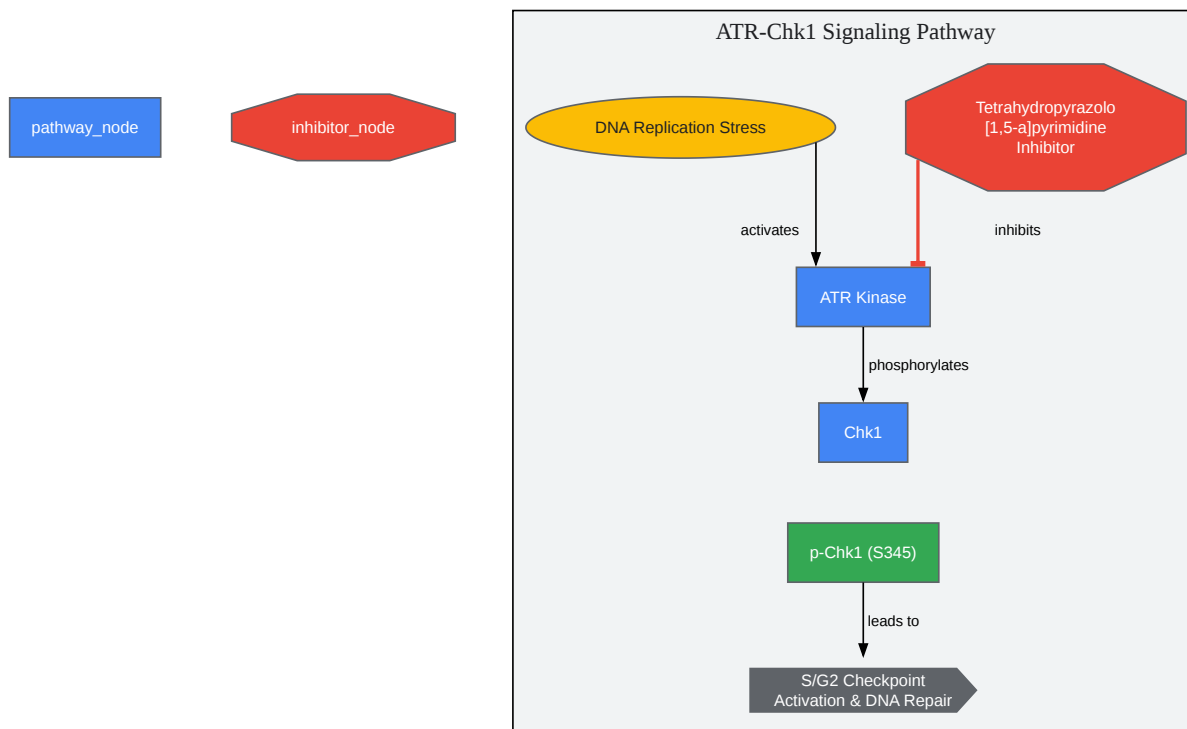 ATR-Chk1 Signaling Pathway
pathway_node
inhibitor_node
DNA Replication Stress
Tetrahydropyrazolo
[1,5-a]pyrimidine
Inhibitor
activates
inhibits
ATR Kinase
phosphorylates
Chk1
p-Chk1 (S345)
leads to
S/G2 Checkpoint
Activation & DNA Repair